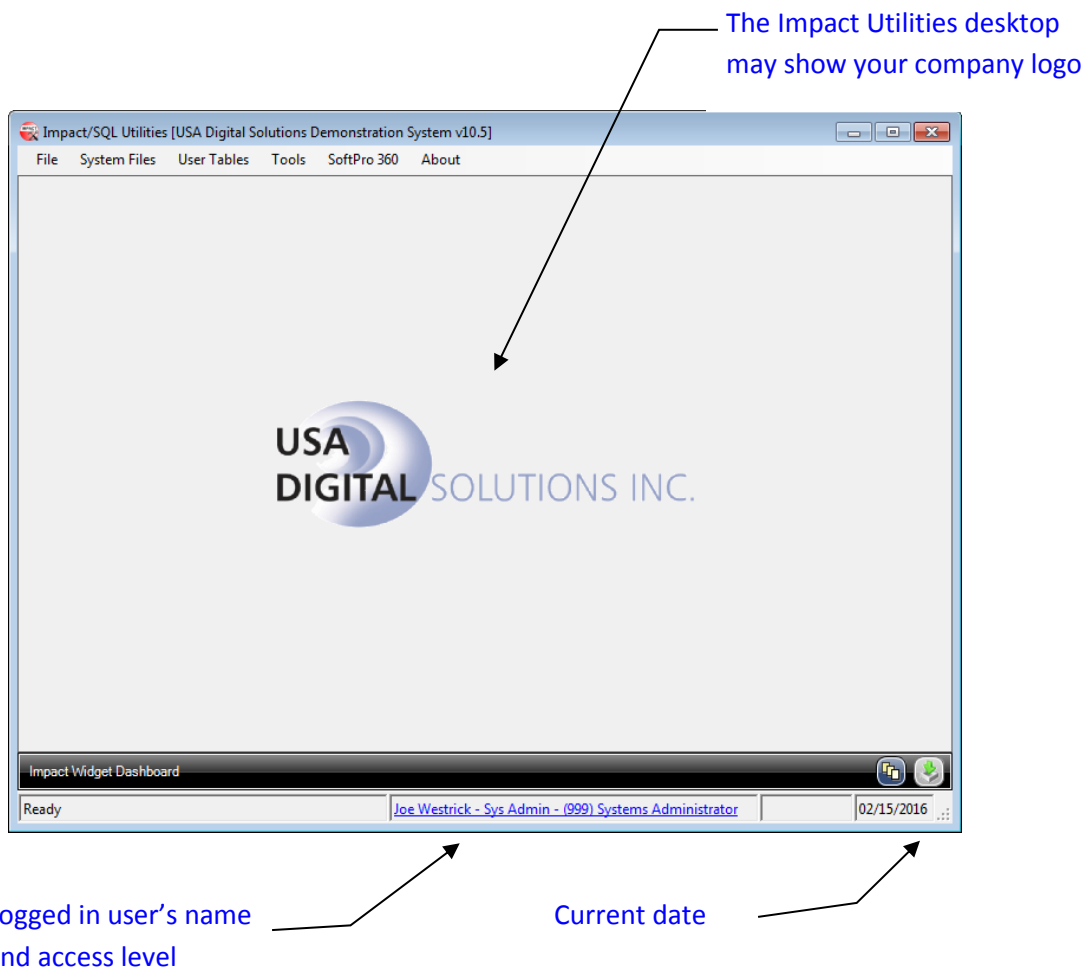 The Impact Utilities desktop
may show your company logo
Impact/SQL Utilities [USA Digital Solutions Demonstration System v10.5]
File System Files User Tables Tools SoftPro 360 About
USA
DIGITAL SOLUTIONS INC.
Impact Widget Dashboard
Ready Joe Westrick - Sys Admin - (999) Systems Administrator 02/15/2016
ogged in user's name Current date
nd access level